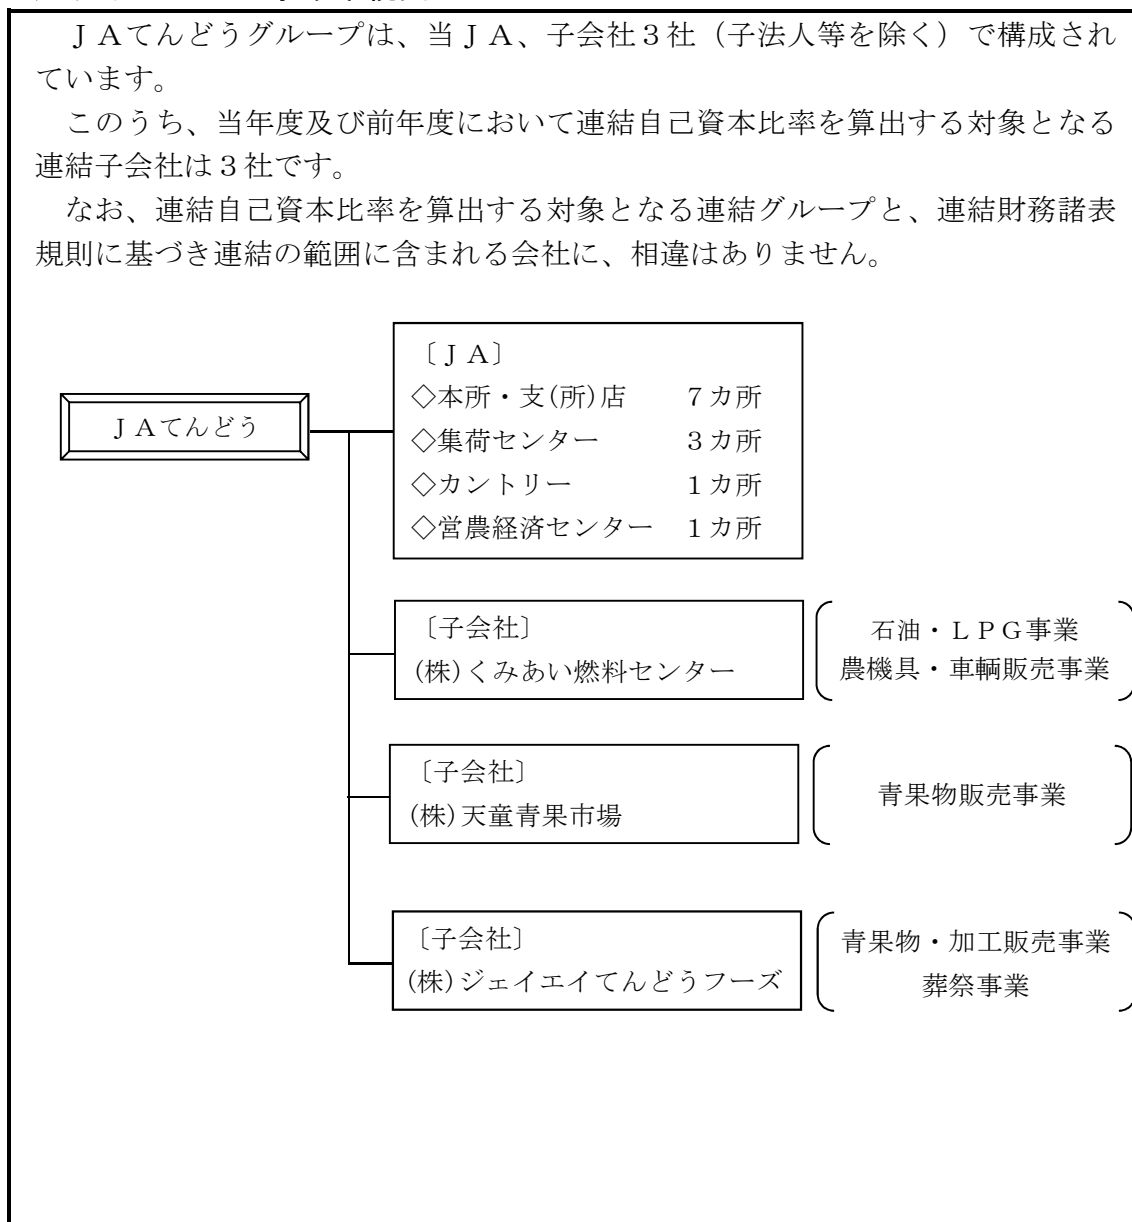 ＪＡてんどうグループは、当ＪＡ、子会社３社（子法人等を除く）で構成され
ています。
このうち、当年度及び前年度において連結自己資本比率を算出する対象となる
連結子会社は３社です。
なお、連結自己資本比率を算出する対象となる連結グループと、連結財務諸表
規則に基づき連結の範囲に含まれる会社に、相違はありません。
ＪＡてんどう
〔ＪＡ〕
◇本所・支(所)店 ７カ所
◇集荷センター ３カ所
◇カントリー １カ所
◇営農経済センター １カ所
〔子会社〕
(株)くみあい燃料センター
石油・ＬＰＧ事業
農機具・車輌販売事業
〔子会社〕
(株)天童青果市場
青果物販売事業
〔子会社〕
(株)ジェイエイてんどうフーズ
青果物・加工販売事業
葬祭事業